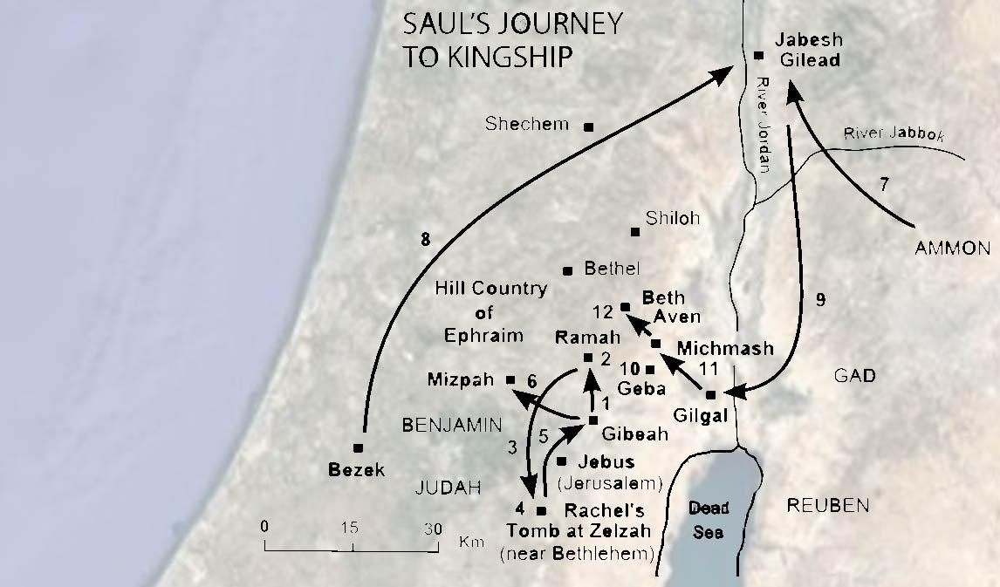 SAUL'S JOURNEY
TO KINGSHIP
Jabesh
Gilead
River Jordan
Shechem
River Jabbok
7
AMMON
Shiloh
8
Bethel
Hill Country
of
Ephraim
Beth
Aven
12
9
Ramah
2
Michmash
11
10
Geba
GAD
Mizpah
6
1
Gilgal
BENJAMIN
5
Gibeah
3
Bezek
Jebus
(Jerusalem)
JUDAH
4
Rachel's
Tomb at Zelzah
(near Bethlehem)
Dead
Sea
REUBEN
0 15 30
Km